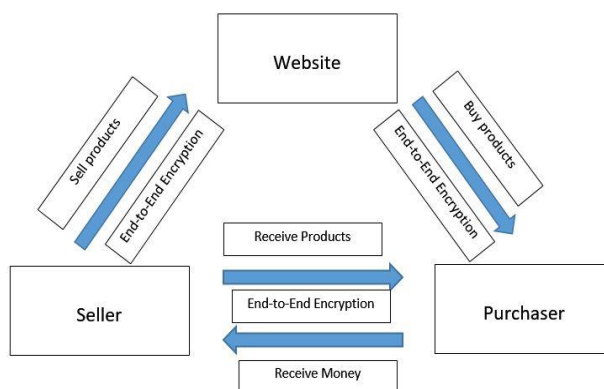 Website
Sell products
End-to-End Encryption
Buy products
End-to-End Encryption
Receive Products
Seller
End-to-End Encryption
Purchaser
Receive Money